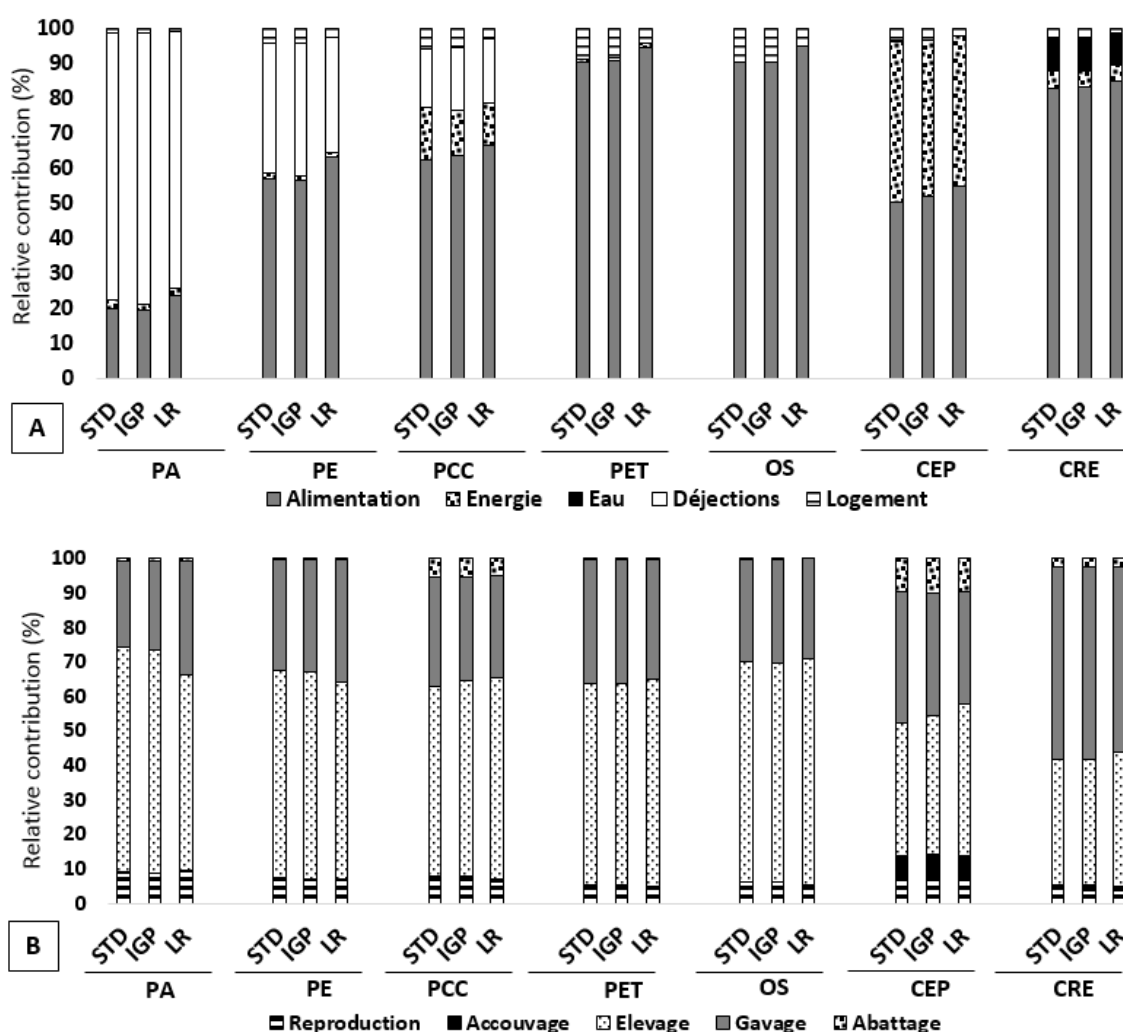 Relative contribution (%)
100
90
80
70
60
50
40
30
20
10
0
STD IGP LR STD IGP LR STD IGP LR STD IGP LR STD IGP LR STD IGP LR STD IGP LR
A
PA PE PCC PET OS CEP CRE
Alimentation Energie Eau Déjections Logement
Relative contribution (%)
100
90
80
70
60
50
40
30
20
10
0
STD IGP LR STD IGP LR STD IGP LR STD IGP LR STD IGP LR STD IGP LR STD IGP LR
B
PA PE PCC PET OS CEP CRE
Reproduction Accouvage Elevage Gavage Abattage